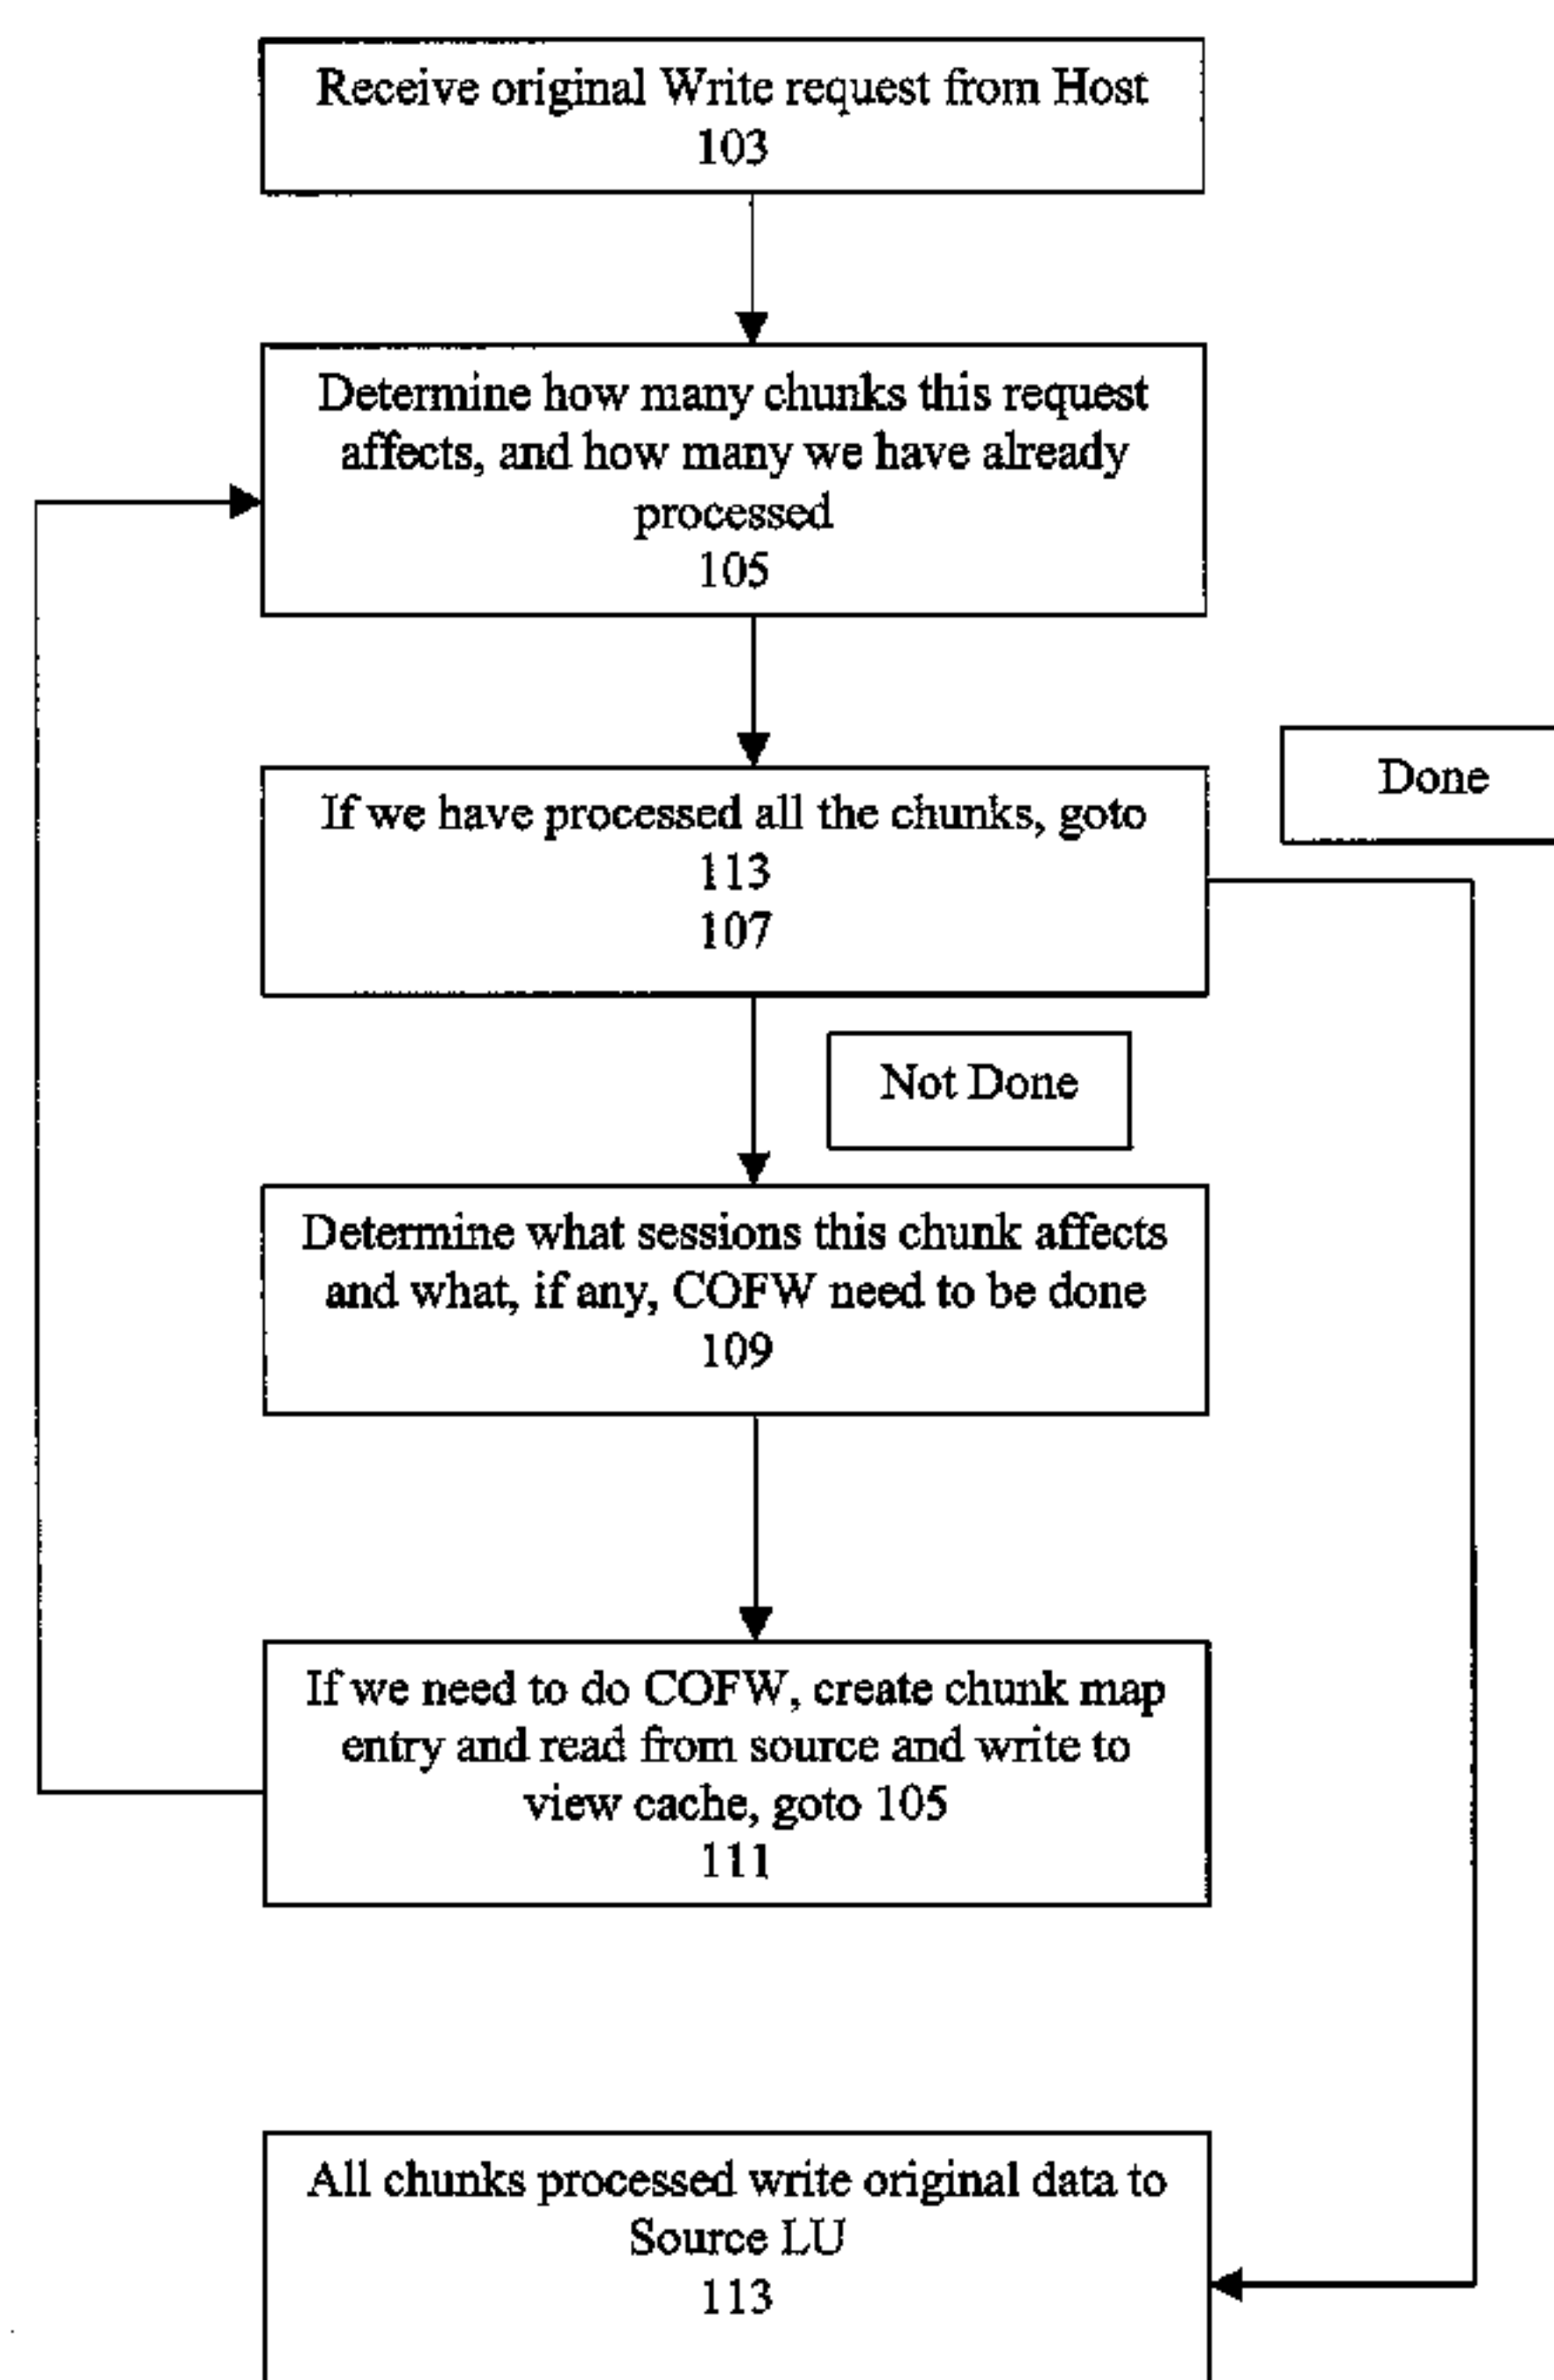 Receive original Write request from Host
103
Determine how many chunks this request
affects, and how many we have already
processed
105
If we have processed all the chunks, goto
113
107
Done
Not Done
Determine what sessions this chunk affects
and what, if any, COFW need to be done
109
If we need to do COFW, create chunk map
entry and read from source and write to
view cache, goto 105
111
All chunks processed write original data to
Source LU
113